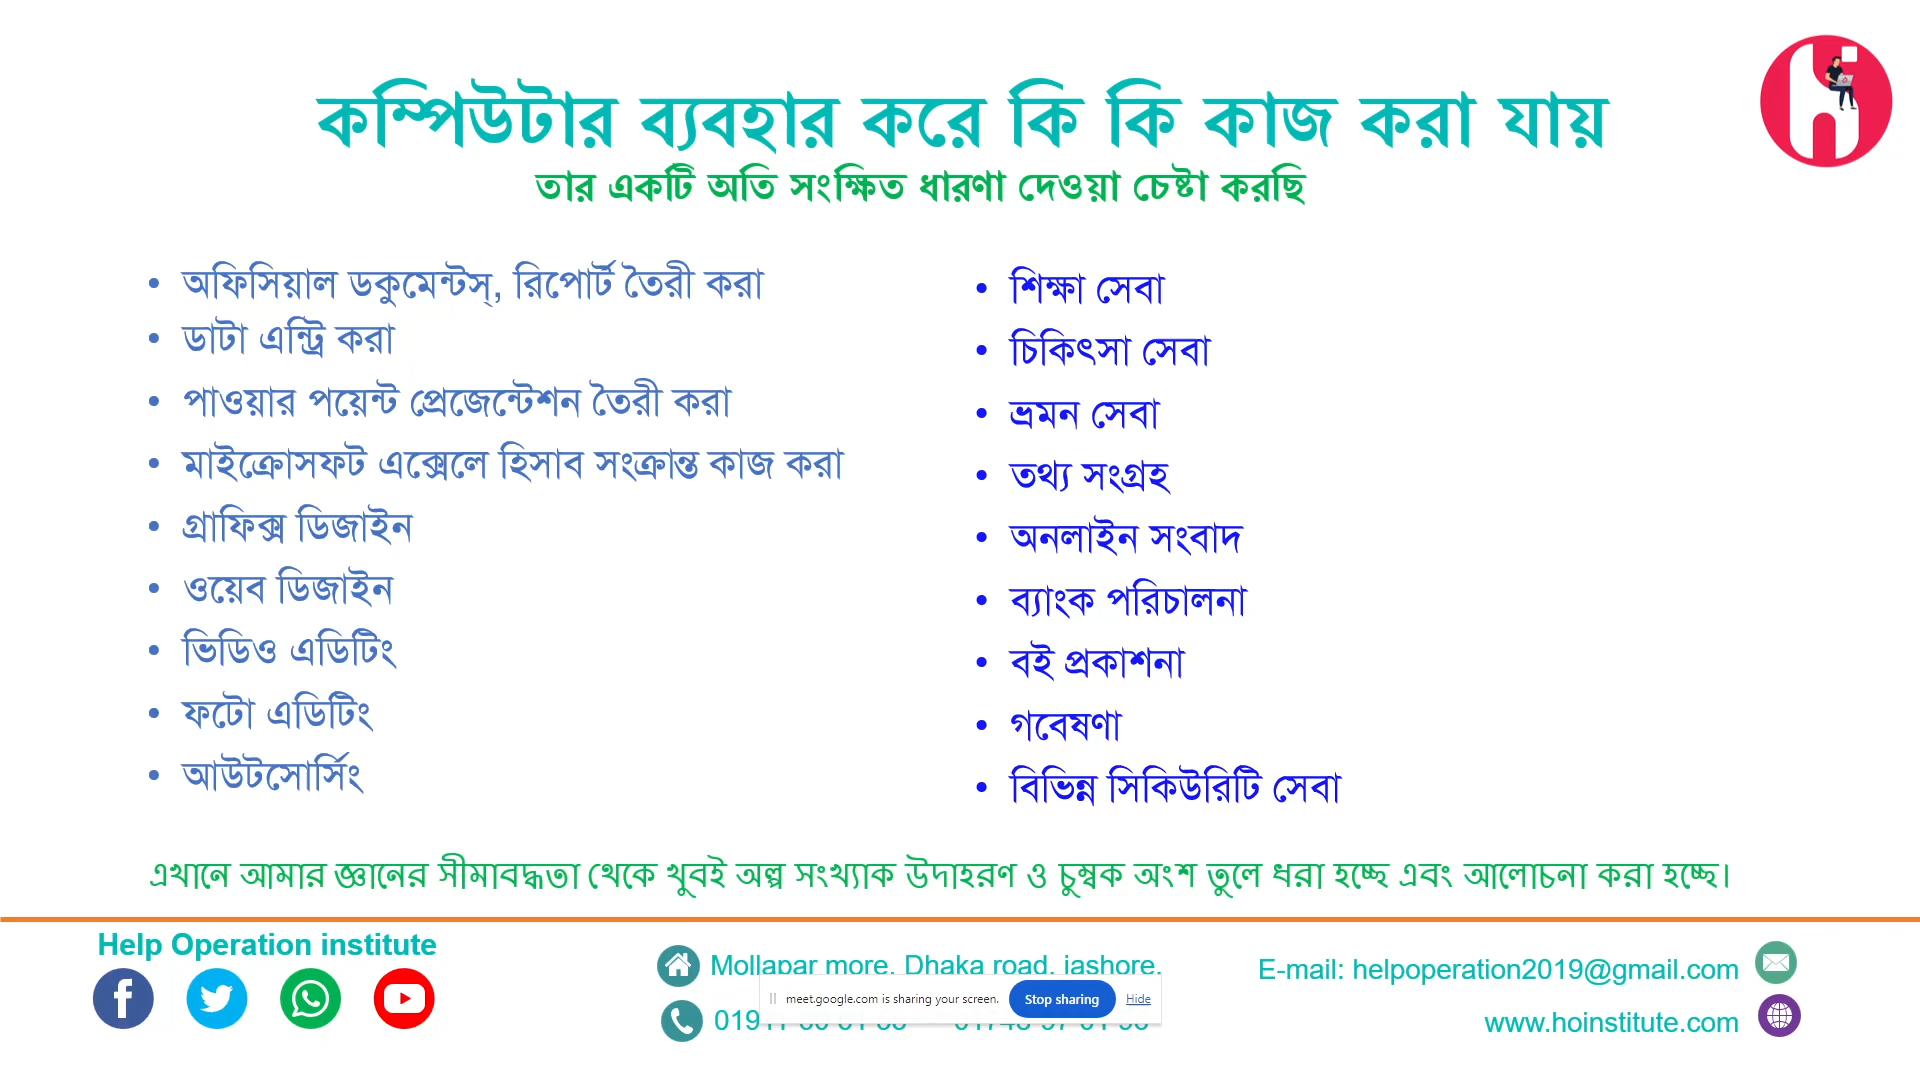 কম্পিউটার ব্যবহার করে কি কি কাজ করা যায়
তার একটি অতি সংক্ষিত ধারণা দেওয়া চেষ্টা করছি
• অফিসিয়াল ডকুমেন্টস্, রিপোর্ট তৈরী করা
• ডাটা এন্ট্রি করা
• পাওয়ার পয়েন্ট প্রেজেন্টেশন তৈরী করা
• মাইক্রোসফট এক্সেলে হিসাব সংক্রান্ত কাজ করা
• গ্রাফিক্স ডিজাইন
• ওয়েব ডিজাইন
• ভিডিও এডিটিং
• ফটো এডিটিং
• আউটসোর্সিং
• শিক্ষা সেবা
• চিকিৎসা সেবা
• ভ্রমন সেবা
• তথ্য সংগ্রহ
• অনলাইন সংবাদ
• ব্যাংক পরিচালনা
• বই প্রকাশনা
• গবেষণা
• বিভিন্ন সিকিউরিটি সেবা
এখানে আমার জ্ঞানের সীমাবদ্ধতা থেকে খুবই অল্প সংখ্যাক উদাহরণ ও চুম্বক অংশ তুলে ধরা হচ্ছে এবং আলোচনা করা হচ্ছে।
Help Operation institute
Mollapar more, Dhaka road, jashore.
meet.google.com is sharing your screen. Stop sharing Hide
E-mail: helpoperation2019@gmail.com
www.hoinstitute.com